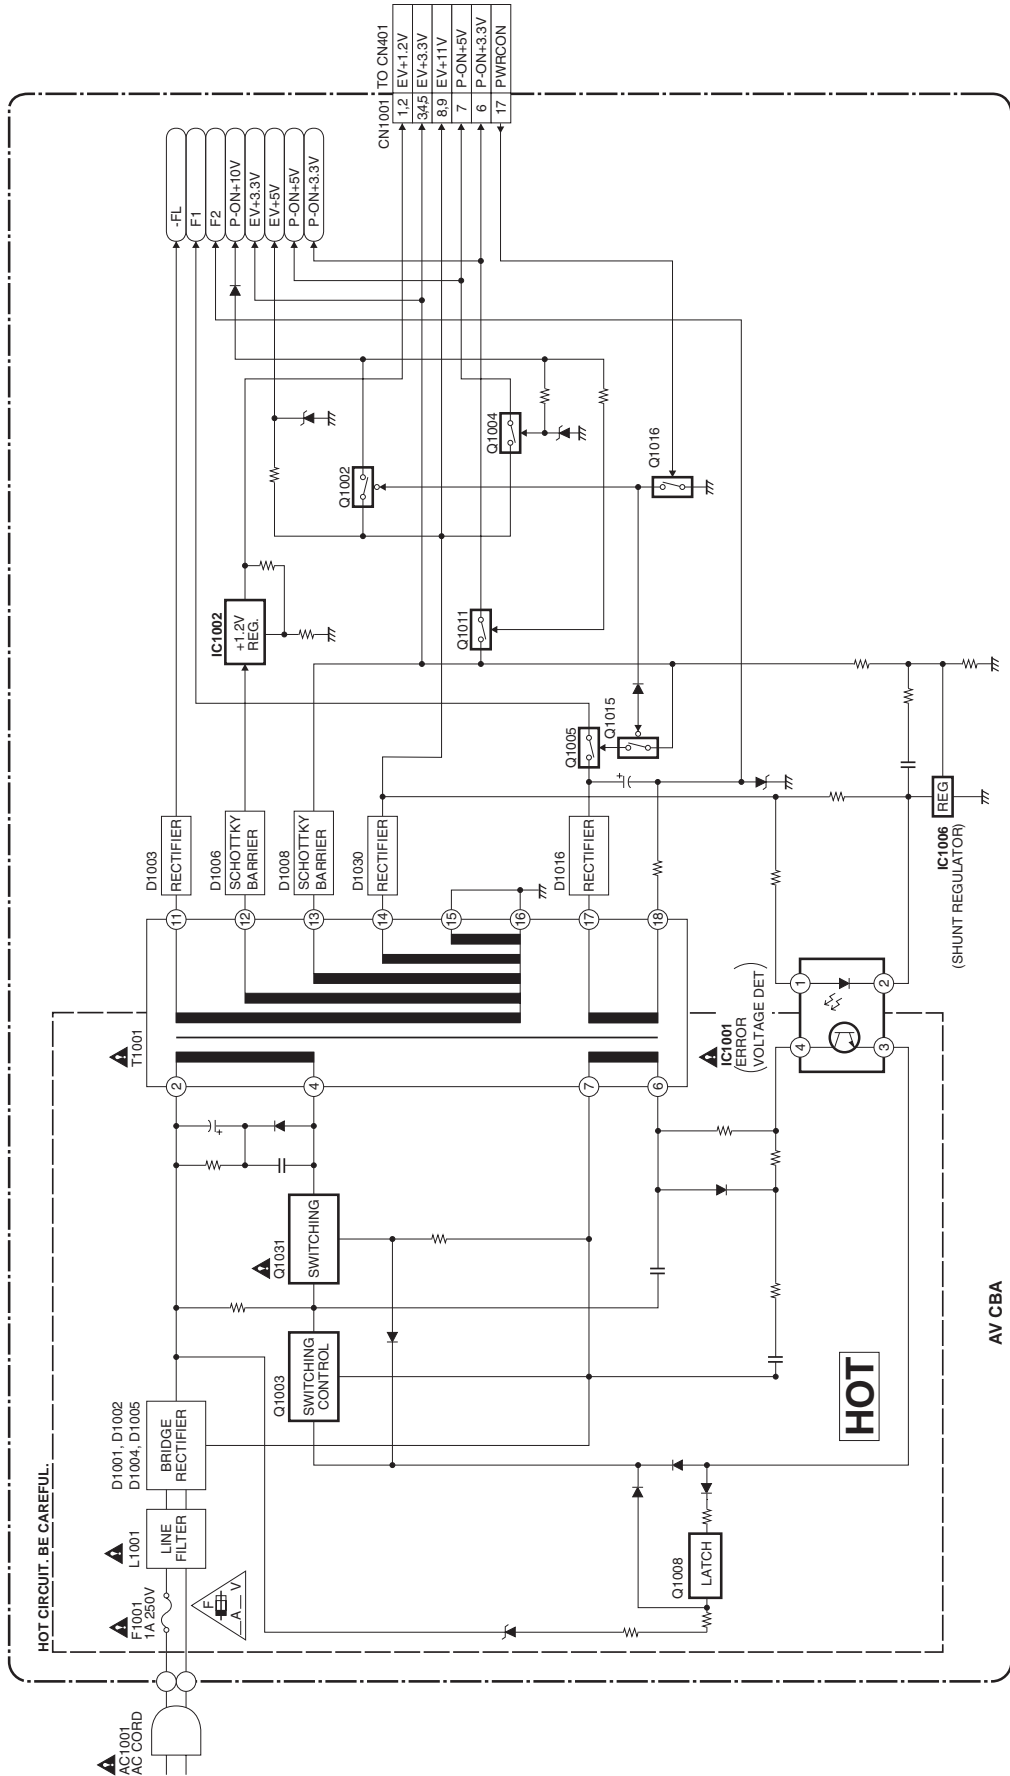 HOT CIRCUIT. BE CAREFUL.
AC1001
AC CORD
F1001
1A 250V
F
A V
L1001
LINE
FILTER
D1001, D1002
D1004, D1005
BRIDGE
RECTIFIER
Q1003
SWITCHING
CONTROL
Q1031
SWITCHING
Q1008
LATCH
HOT
T1001
2
4
7
6
11
12
13
14
15
16
17
18
IC1001
ERROR
VOLTAGE DET
4
3
1
2
D1003
RECTIFIER
D1006
SCHOTTKY
BARRIER
D1008
SCHOTTKY
BARRIER
D1030
RECTIFIER
D1016
RECTIFIER
IC1002
+1.2V
REG.
Q1011
Q1005
Q1015
Q1002
Q1004
Q1016
REG
IC1006
(SHUNT REGULATOR)
-FL
F1
F2
P-ON+10V
EV+3.3V
EV+5V
P-ON+5V
P-ON+3.3V
CN1001 TO CN401
1,2 EV+1.2V
3,4,5 EV+3.3V
8,9 EV+11V
7 P-ON+5V
6 P-ON+3.3V
17 PWRCON
AV CBA